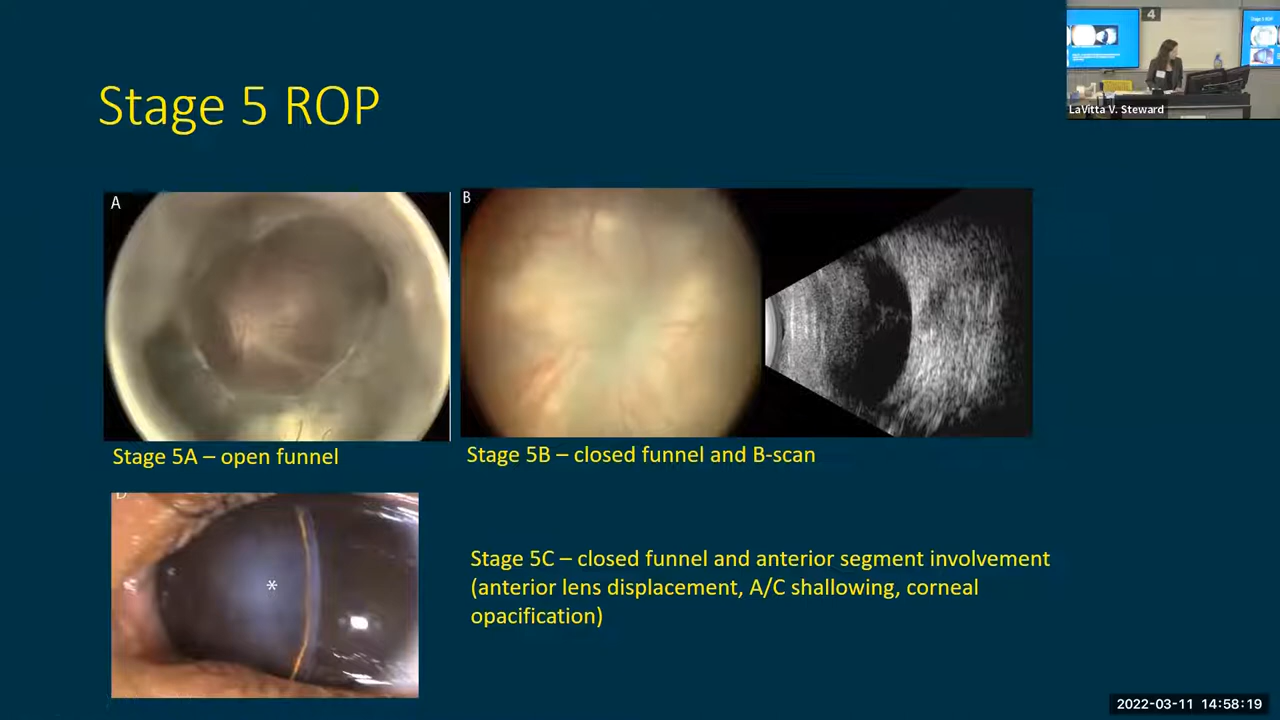 Stage 5 ROP
4
LaVitta V. Steward
A
B
Stage 5A – open funnel
Stage 5B – closed funnel and B-scan
D
*
Stage 5C – closed funnel and anterior segment involvement
(anterior lens displacement, A/C shallowing, corneal
opacification)
2022-03-11 14:58:19